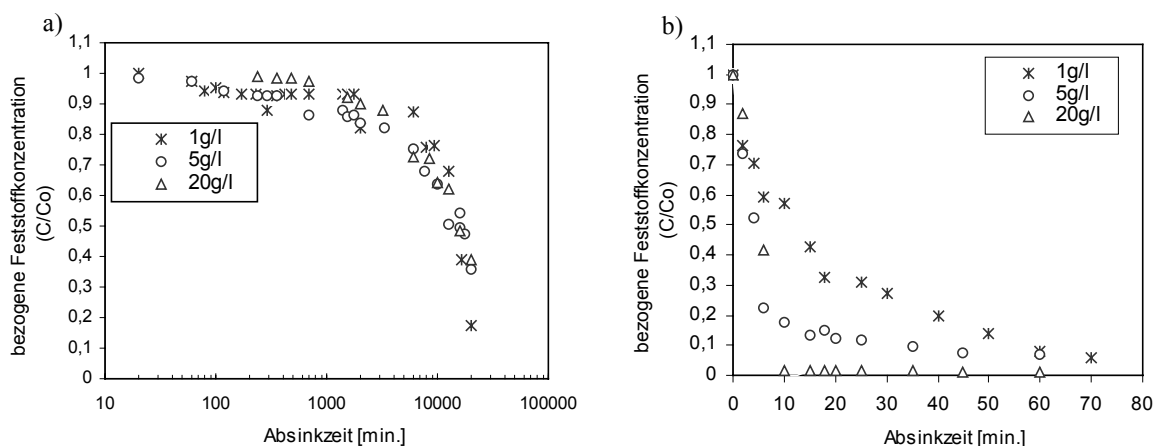 a)
bezogene Feststoffkonzentration
(C/Co)
1,1
1
0,9
0,8
0,7
0,6
0,5
0,4
0,3
0,2
0,1
0
1g/l
5g/l
20g/l
10 100 1000 10000 100000
Absinkzeit [min.]
b)
bezogene Feststoffkonzentration
(C/Co)
1,1
1
0,9
0,8
0,7
0,6
0,5
0,4
0,3
0,2
0,1
0
1g/l
5g/l
20g/l
0 10 20 30 40 50 60 70 80
Absinkzeit [min.]